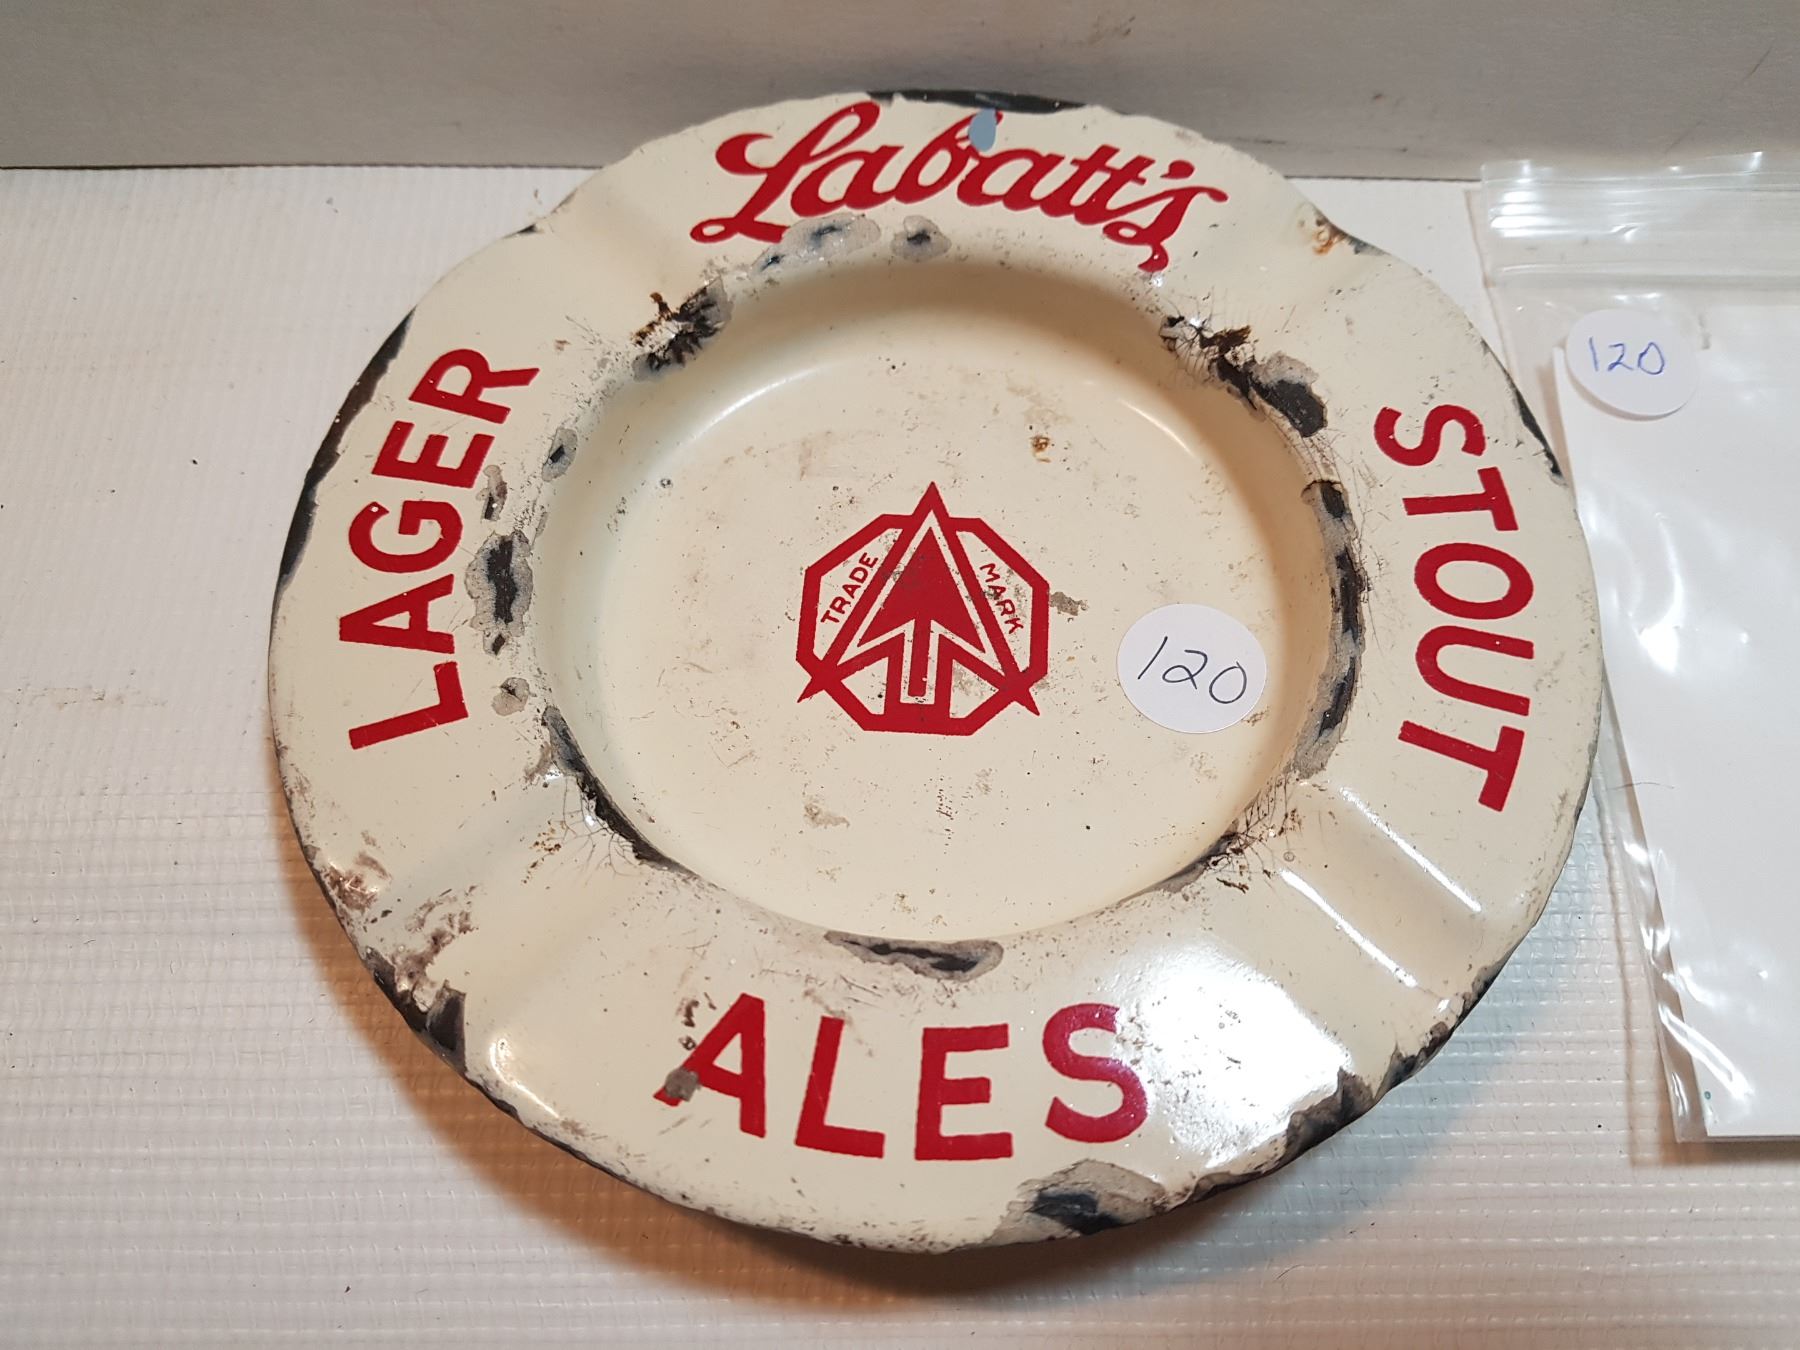 Labatt's
LAGER
STOUT
TRADE
MARK
120
ALES
120